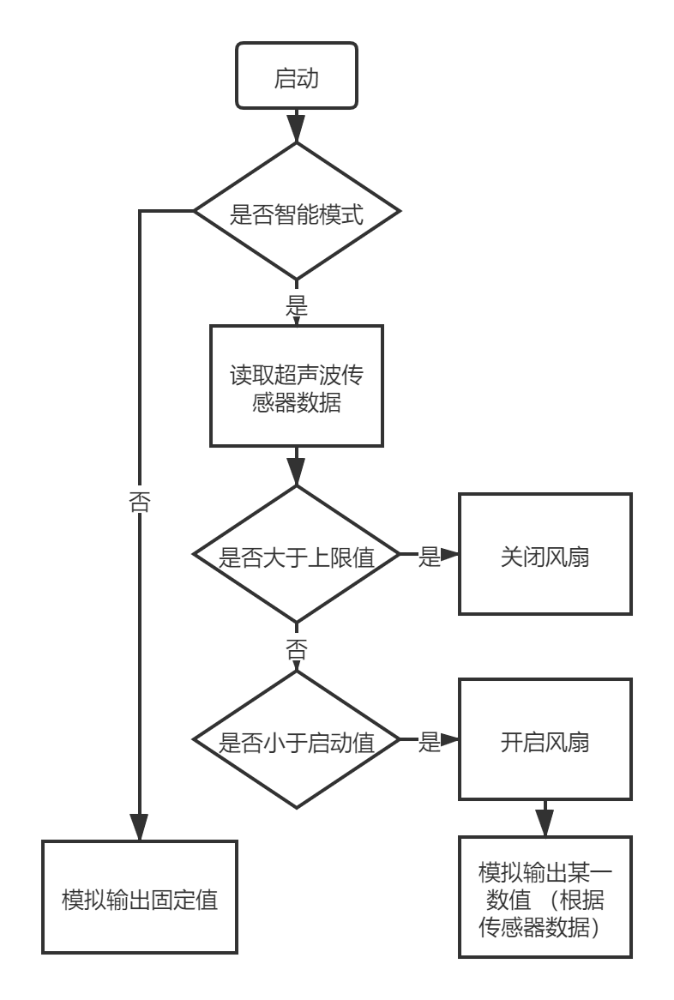 启动
是否智能模式
是
读取超声波传
感器数据
否
是否大于上限值
是
关闭风扇
否
是否小于启动值
是
开启风扇
模拟输出固定值
模拟输出某一
数值 （根据
传感器数据）